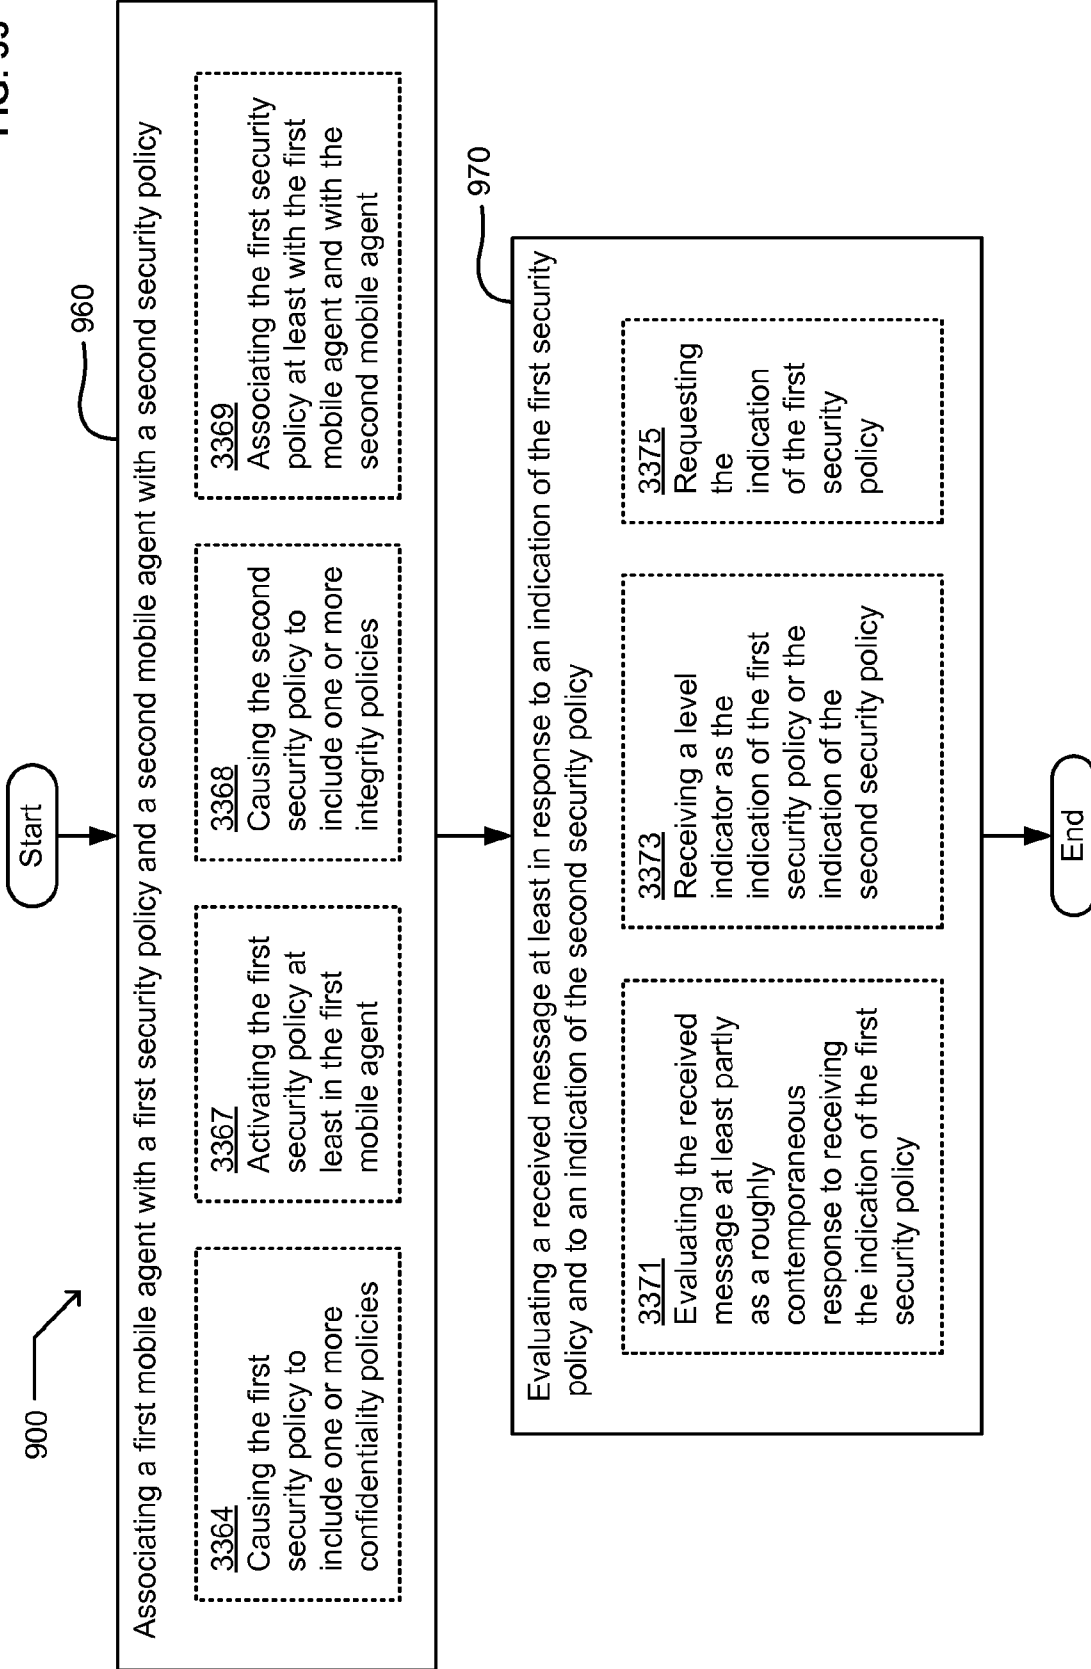 900
Start
960
Associating a first mobile agent with a first security policy and a second mobile agent with a second security policy
3364
Causing the first
security policy to
include one or more
confidentiality policies
3367
Activating the first
security policy at
least in the first
mobile agent
3368
Causing the second
security policy to
include one or more
integrity policies
3369
Associating the first security
policy at least with the first
mobile agent and with the
second mobile agent
970
Evaluating a received message at least in response to an indication of the first security
policy and to an indication of the second security policy
3371
Evaluating the received
message at least partly
as a roughly
contemporaneous
response to receiving
the indication of the first
security policy
3373
Receiving a level
indicator as the
indication of the first
security policy or the
indication of the
second security policy
3375
Requesting
the
indication
of the first
security
policy
End